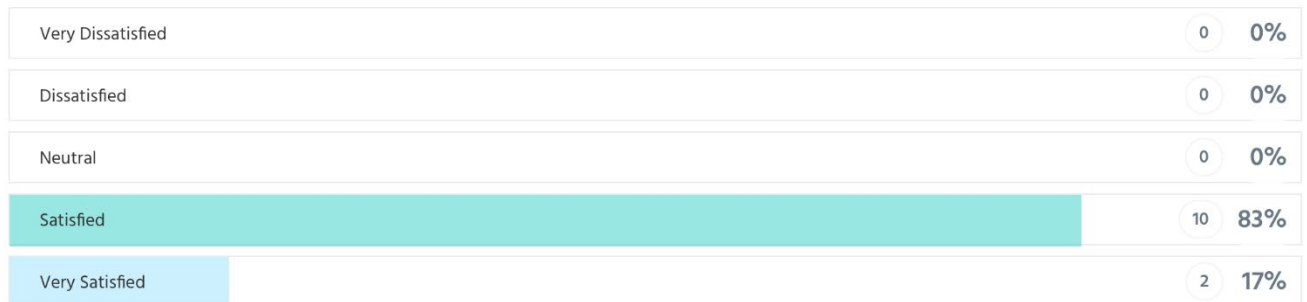 Very Dissatisfied 0 0%
Dissatisfied 0 0%
Neutral 0 0%
Satisfied 10 83%
Very Satisfied 2 17%